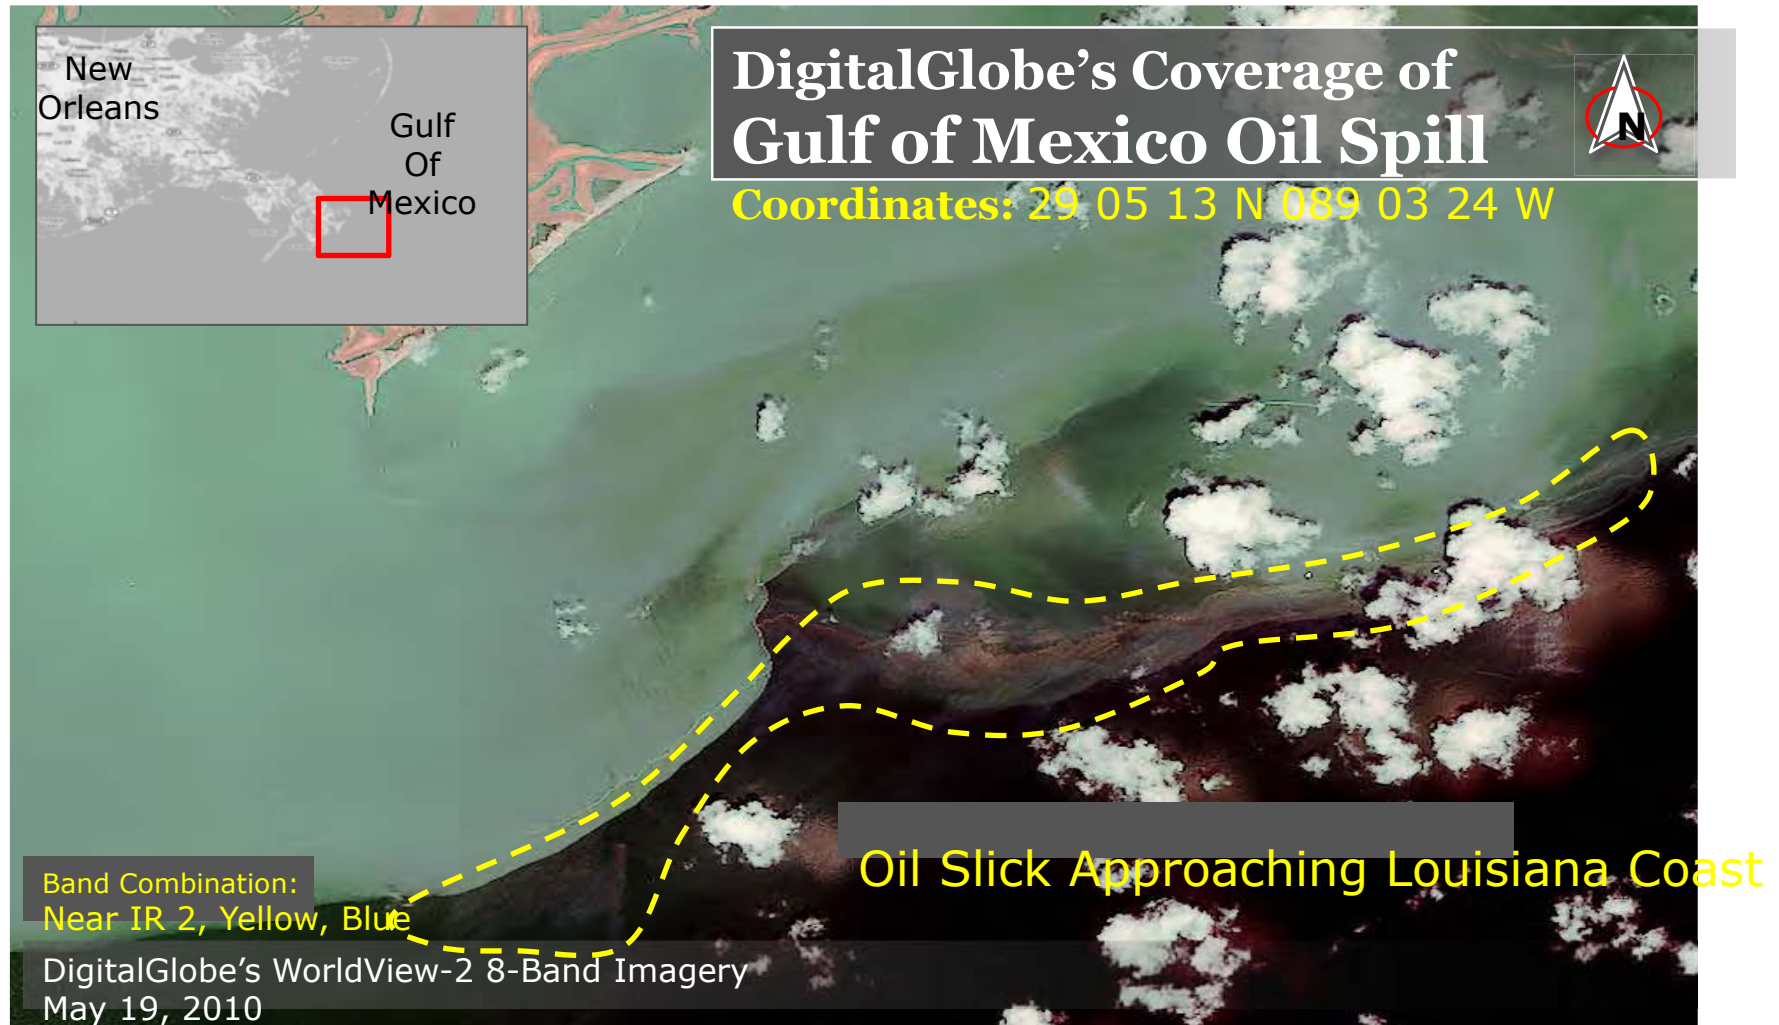 New
Orleans
Gulf
Of
Mexico
DigitalGlobe’s Coverage of
Gulf of Mexico Oil Spill
N
Coordinates: 29 05 13 N 089 03 24 W
Oil Slick Approaching Louisiana Coast
Band Combination:
Near IR 2, Yellow, Blue
DigitalGlobe’s WorldView-2 8-Band Imagery
May 19, 2010